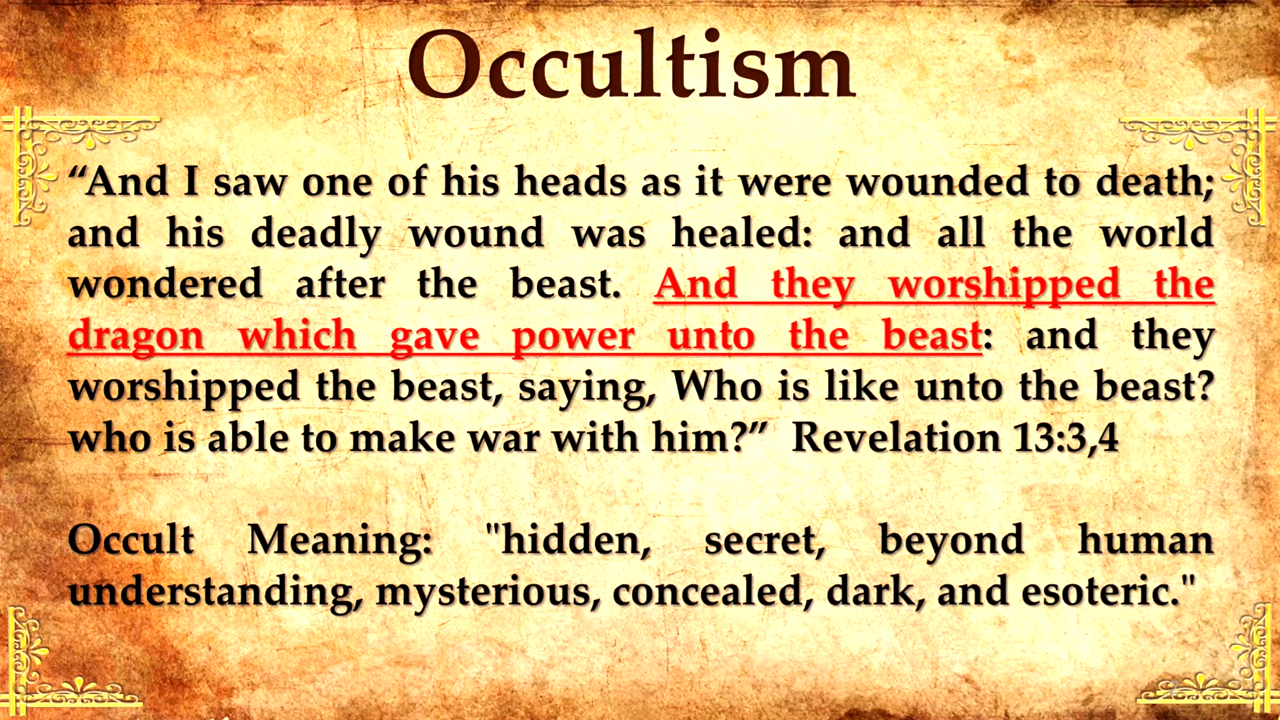 Occultism
“And I saw one of his heads as it were wounded to death;
and his deadly wound was healed: and all the world
wondered after the beast. And they worshipped the
dragon which gave power unto the beast: and they
worshipped the beast, saying, Who is like unto the beast?
who is able to make war with him?” Revelation 13:3,4
Occult Meaning: "hidden, secret, beyond human
understanding, mysterious, concealed, dark, and esoteric."